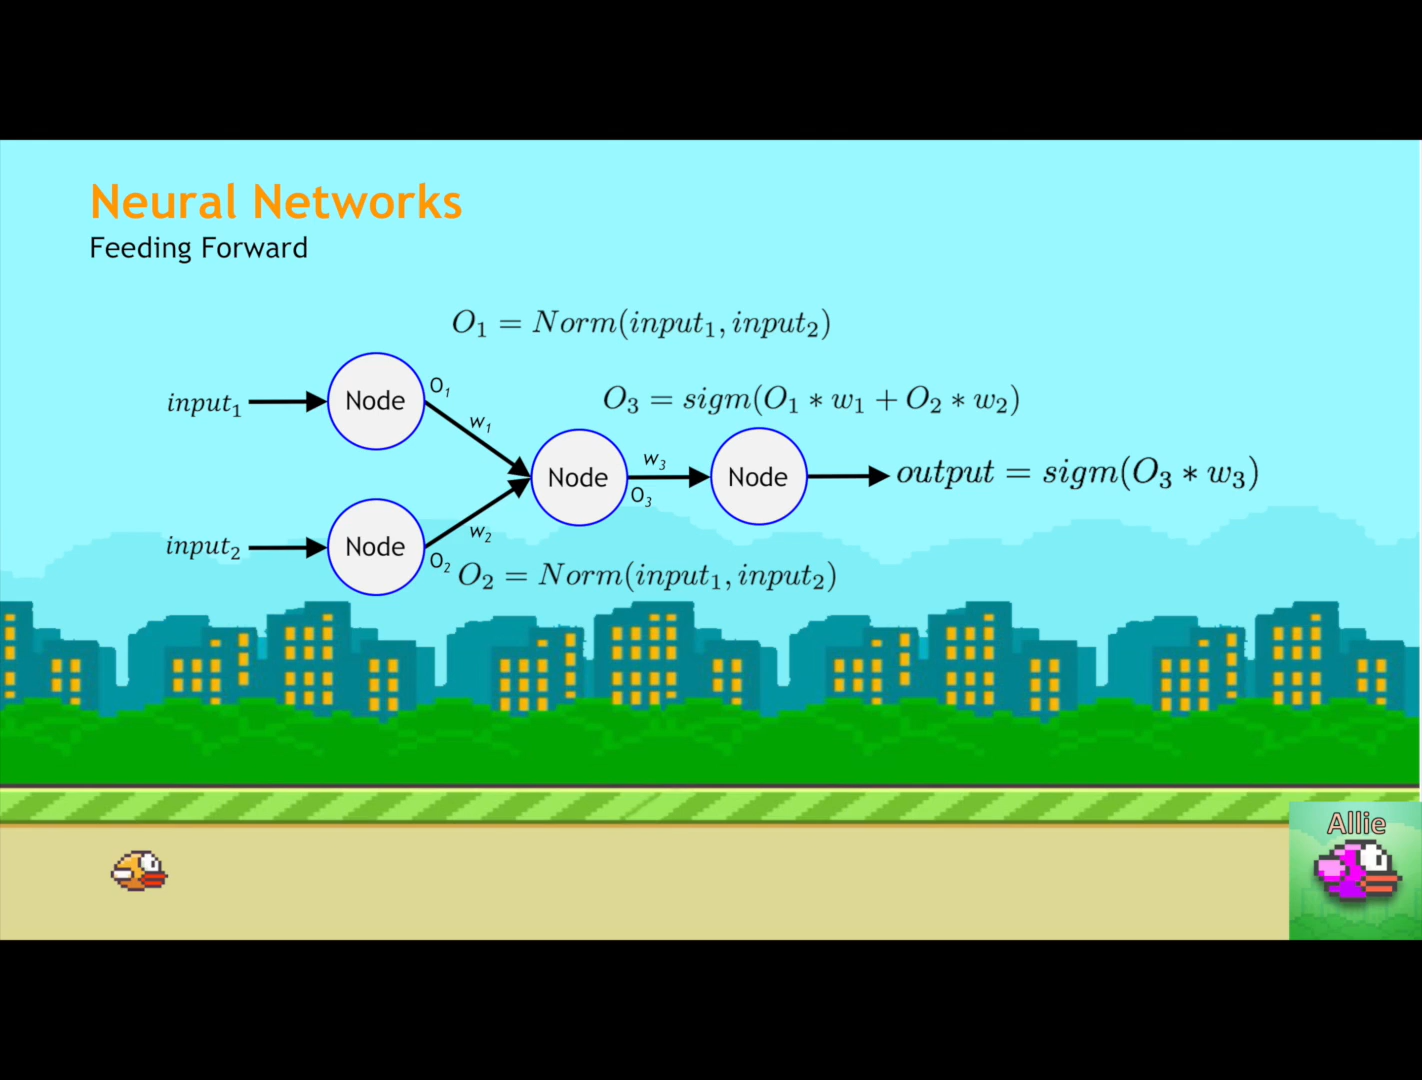 Neural Networks
Feeding Forward
O₁ = Norm(input₁, input₂)
input₁
Node
O₁
w₁
O₃ = sigm(O₁ * w₁ + O₂ * w₂)
Node
w₃
O₃
Node
output = sigm(O₃ * w₃)
input₂
Node
w₂
O₂
O₂ = Norm(input₁, input₂)
Allie